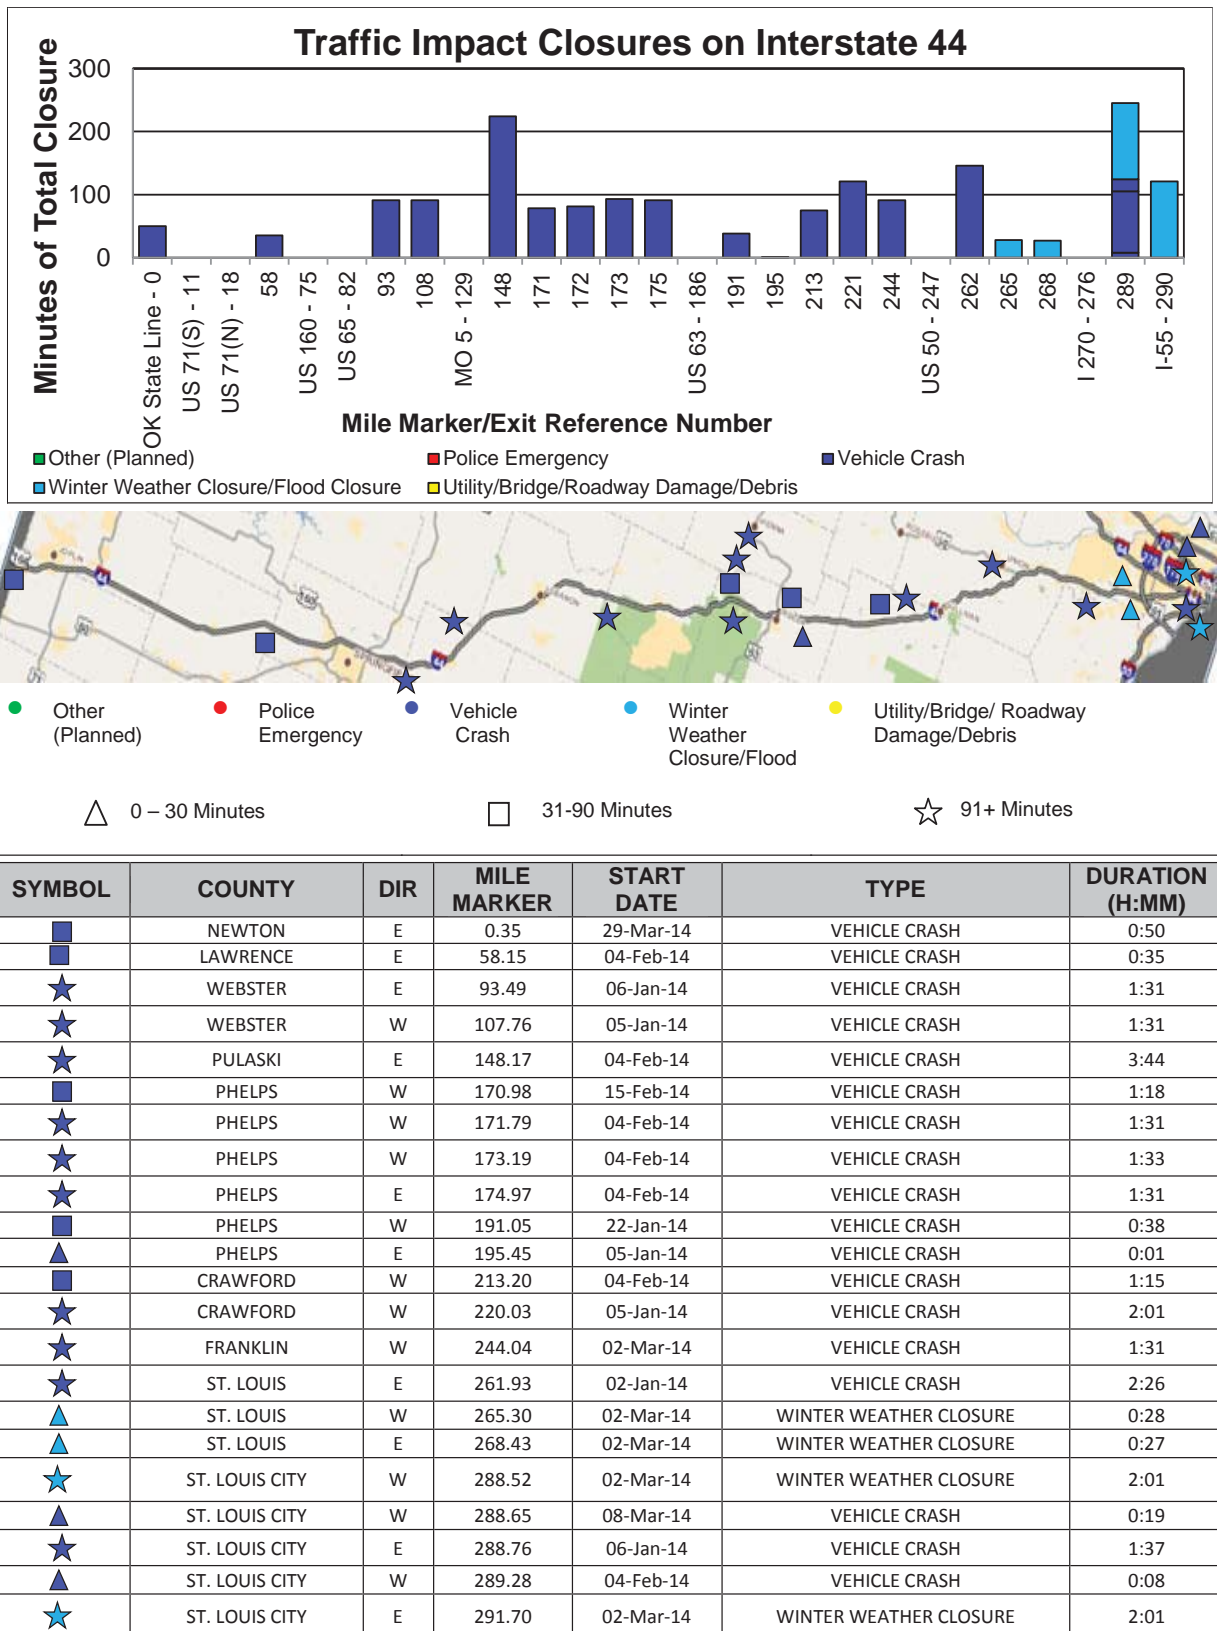 Traffic Impact Closures on Interstate 44
Minutes of Total Closure
300
200
100
0
OK State Line - 0
US 71(S) - 11
US 71(N) - 18
58
US 160 - 75
US 65 - 82
93
108
MO 5 - 129
148
171
172
173
175
US 63 - 186
191
195
213
221
244
US 50 - 247
262
265
268
I 270 - 276
289
I-55 - 290
Mile Marker/Exit Reference Number
Other (Planned)
Police Emergency
Vehicle Crash
Winter Weather Closure/Flood Closure
Utility/Bridge/Roadway Damage/Debris
Other
(Planned)
Police
Emergency
Vehicle
Crash
Winter
Weather
Closure/Flood
Utility/Bridge/ Roadway
Damage/Debris
0 – 30 Minutes
31-90 Minutes
91+ Minutes
SYMBOL COUNTY DIR MILE MARKER START DATE TYPE DURATION (H:MM)
NEWTON E 0.35 29-Mar-14 VEHICLE CRASH 0:50
LAWRENCE E 58.15 04-Feb-14 VEHICLE CRASH 0:35
WEBSTER E 93.49 06-Jan-14 VEHICLE CRASH 1:31
WEBSTER W 107.76 05-Jan-14 VEHICLE CRASH 1:31
PULASKI E 148.17 04-Feb-14 VEHICLE CRASH 3:44
PHELPS W 170.98 15-Feb-14 VEHICLE CRASH 1:18
PHELPS W 171.79 04-Feb-14 VEHICLE CRASH 1:31
PHELPS W 173.19 04-Feb-14 VEHICLE CRASH 1:33
PHELPS E 174.97 04-Feb-14 VEHICLE CRASH 1:31
PHELPS W 191.05 22-Jan-14 VEHICLE CRASH 0:38
PHELPS E 195.45 05-Jan-14 VEHICLE CRASH 0:01
CRAWFORD W 213.20 04-Feb-14 VEHICLE CRASH 1:15
CRAWFORD W 220.03 05-Jan-14 VEHICLE CRASH 2:01
FRANKLIN W 244.04 02-Mar-14 VEHICLE CRASH 1:31
ST. LOUIS E 261.93 02-Jan-14 VEHICLE CRASH 2:26
ST. LOUIS W 265.30 02-Mar-14 WINTER WEATHER CLOSURE 0:28
ST. LOUIS E 268.43 02-Mar-14 WINTER WEATHER CLOSURE 0:27
ST. LOUIS CITY W 288.52 02-Mar-14 WINTER WEATHER CLOSURE 2:01
ST. LOUIS CITY W 288.65 08-Mar-14 VEHICLE CRASH 0:19
ST. LOUIS CITY E 288.76 06-Jan-14 VEHICLE CRASH 1:37
ST. LOUIS CITY W 289.28 04-Feb-14 VEHICLE CRASH 0:08
ST. LOUIS CITY E 291.70 02-Mar-14 WINTER WEATHER CLOSURE 2:01